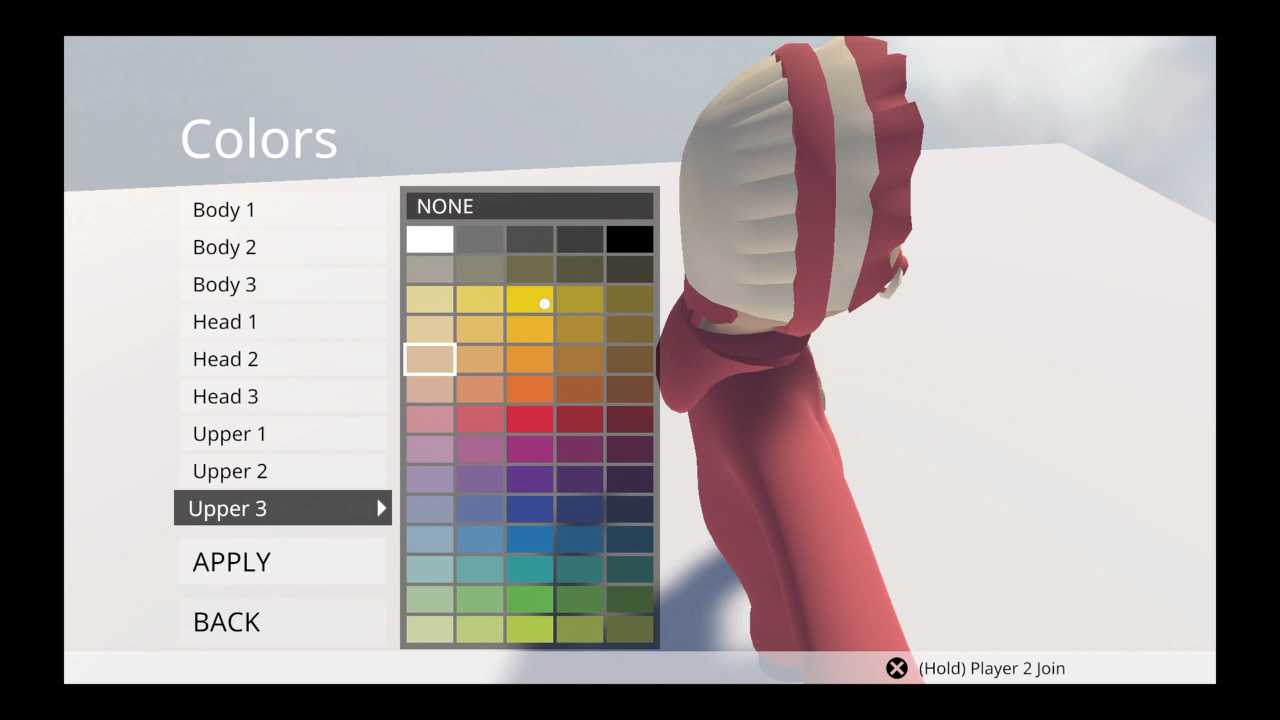 Colors
Body 1
Body 2
Body 3
Head 1
Head 2
Head 3
Upper 1
Upper 2
Upper 3
APPLY
BACK
NONE
(Hold) Player 2 Join